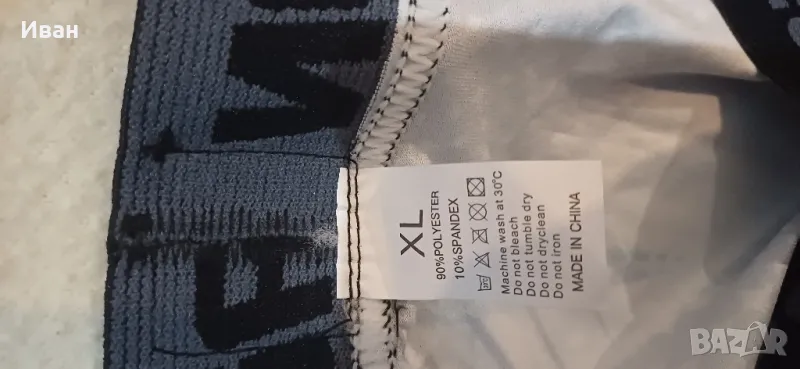 Иван
XL
90%POLYESTER
10%SPANDEX
Machine wash at 30°C
Do not bleach
Do not tumble dry
Do not dryclean
Do not iron
MADE IN CHINA
BAZAR